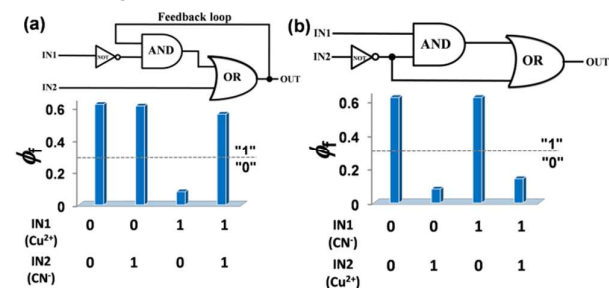 (a)
Feedback loop
IN1
NOT
AND
OR
OUT
IN2
0.6
0.4
0.2
0
ϕf
"1"
"0"
IN1 0 0 1 1
(Cu²⁺)
IN2 0 1 0 1
(CN⁻)
(b)
IN1
IN2
NOT
AND
OR
OUT
0.6
0.4
0.2
0
ϕf
"1"
"0"
IN1 0 0 1 1
(CN⁻)
IN2 0 1 0 1
(Cu²⁺)